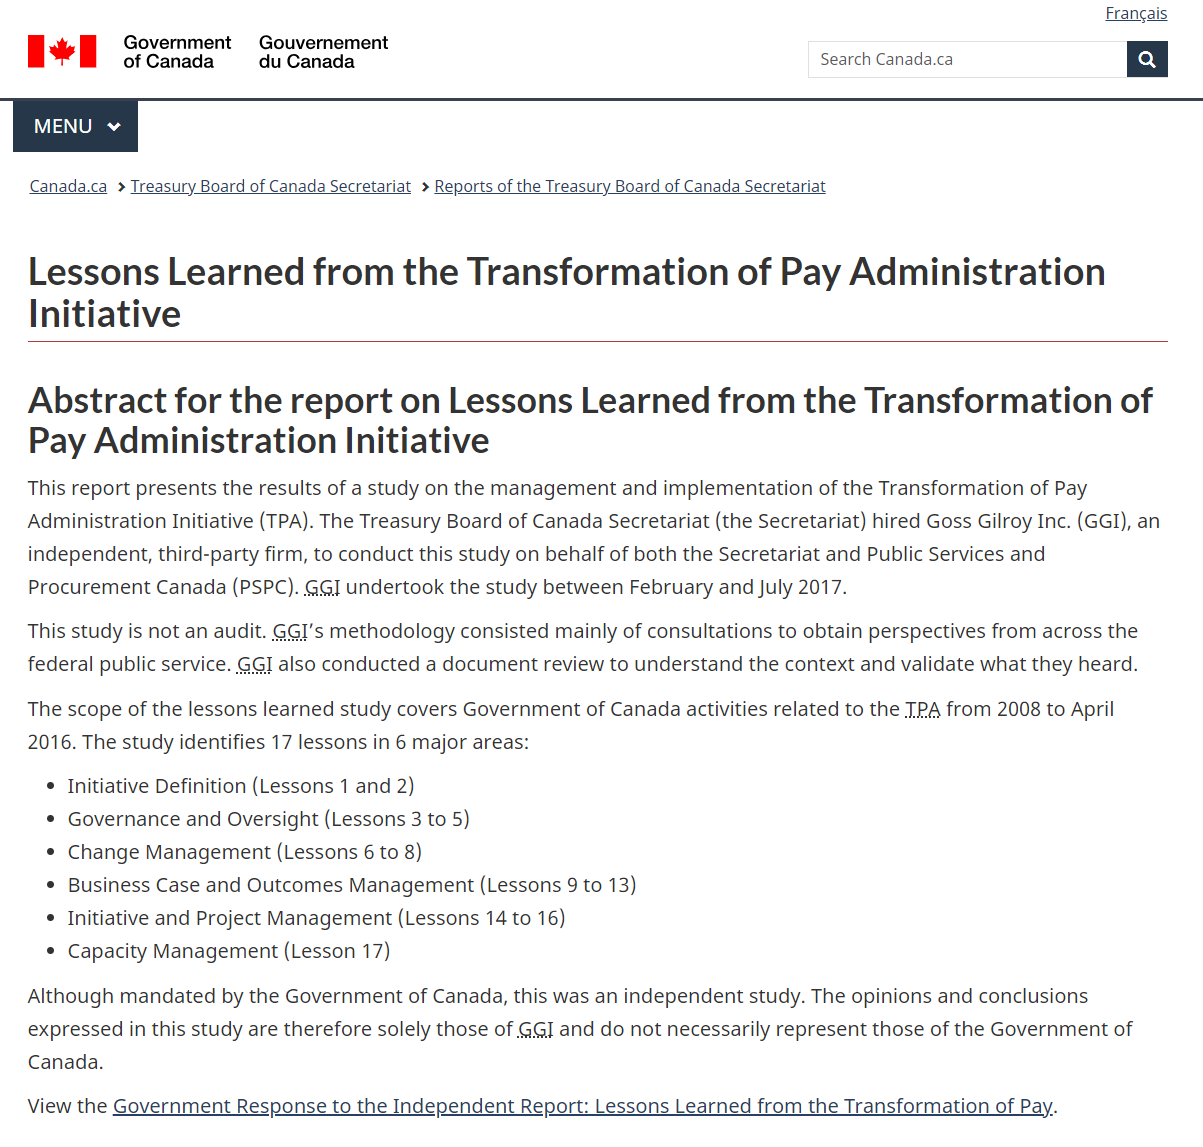 Français
Government of Canada
Gouvernement du Canada
Search Canada.ca
MENU
Canada.ca > Treasury Board of Canada Secretariat > Reports of the Treasury Board of Canada Secretariat
Lessons Learned from the Transformation of Pay Administration
Initiative
Abstract for the report on Lessons Learned from the Transformation of
Pay Administration Initiative
This report presents the results of a study on the management and implementation of the Transformation of Pay
Administration Initiative (TPA). The Treasury Board of Canada Secretariat (the Secretariat) hired Goss Gilroy Inc. (GGI), an
independent, third-party firm, to conduct this study on behalf of both the Secretariat and Public Services and
Procurement Canada (PSPC). GGI undertook the study between February and July 2017.
This study is not an audit. GGI’s methodology consisted mainly of consultations to obtain perspectives from across the
federal public service. GGI also conducted a document review to understand the context and validate what they heard.
The scope of the lessons learned study covers Government of Canada activities related to the TPA from 2008 to April
2016. The study identifies 17 lessons in 6 major areas:
• Initiative Definition (Lessons 1 and 2)
• Governance and Oversight (Lessons 3 to 5)
• Change Management (Lessons 6 to 8)
• Business Case and Outcomes Management (Lessons 9 to 13)
• Initiative and Project Management (Lessons 14 to 16)
• Capacity Management (Lesson 17)
Although mandated by the Government of Canada, this was an independent study. The opinions and conclusions
expressed in this study are therefore solely those of GGI and do not necessarily represent those of the Government of
Canada.
View the Government Response to the Independent Report: Lessons Learned from the Transformation of Pay.